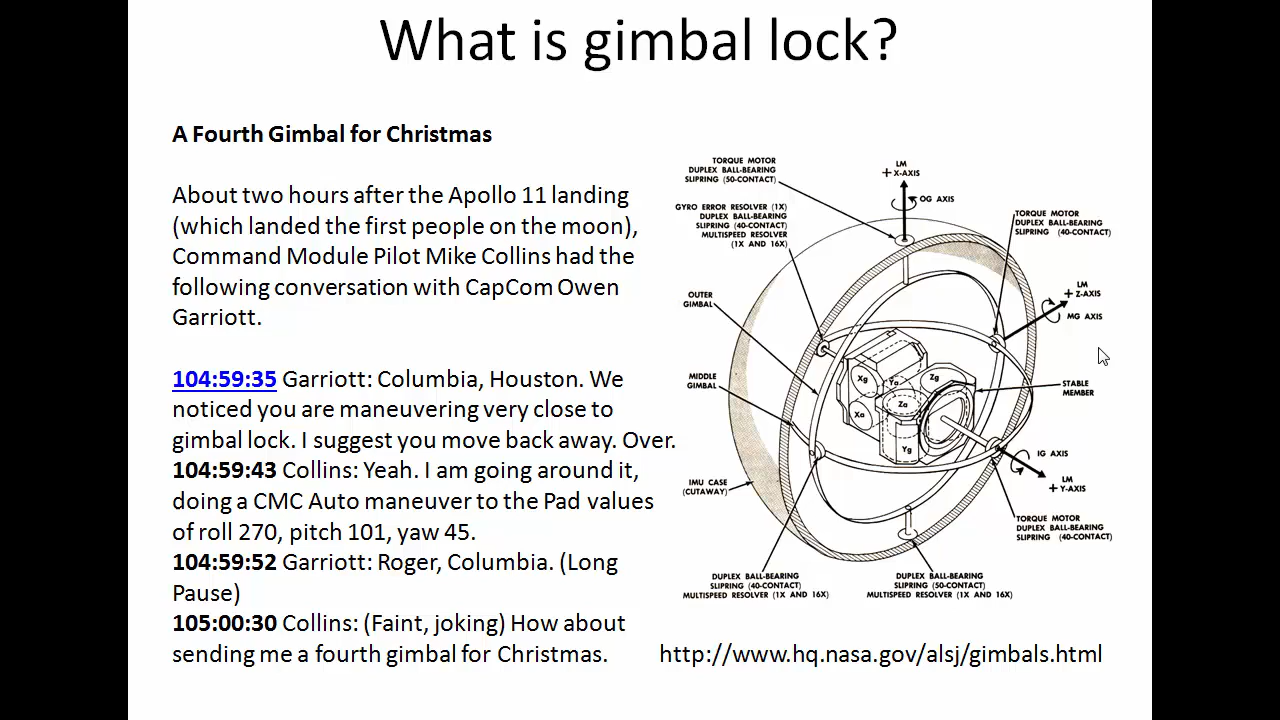 What is gimbal lock?
A Fourth Gimbal for Christmas
About two hours after the Apollo 11 landing
(which landed the first people on the moon),
Command Module Pilot Mike Collins had the
following conversation with CapCom Owen
Garriott.
104:59:35 Garriott: Columbia, Houston. We
noticed you are maneuvering very close to
gimbal lock. I suggest you move back away. Over.
104:59:43 Collins: Yeah. I am going around it,
doing a CMC Auto maneuver to the Pad values
of roll 270, pitch 101, yaw 45.
104:59:52 Garriott: Roger, Columbia. (Long
Pause)
105:00:30 Collins: (Faint, joking) How about
sending me a fourth gimbal for Christmas.
TORQUE MOTOR
DUPLEX BALL-BEARING
SLIPRING (50-CONTACT)
LM
+ X-AXIS
OG AXIS
GYRO ERROR RESOLVER (1X)
DUPLEX BALL-BEARING
SLIPRING (40-CONTACT)
MULTISPEED RESOLVER
(1X AND 16X)
TORQUE MOTOR
DUPLEX BALL-BEARING
SLIPRING (40-CONTACT)
LM
+ Z-AXIS
MG AXIS
OUTER
GIMBAL
MIDDLE
GIMBAL
Xg
Ya
Zg
Xa
Za
Yg
STABLE
MEMBER
IG AXIS
LM
+ Y-AXIS
IMU CASE
(CUTAWAY)
TORQUE MOTOR
DUPLEX BALL-BEARING
SLIPRING (40-CONTACT)
DUPLEX BALL-BEARING
SLIPRING (40-CONTACT)
MULTISPEED RESOLVER (1X AND 16X)
DUPLEX BALL-BEARING
SLIPRING (50-CONTACT)
MULTISPEED RESOLVER (1X AND 16X)
http://www.hq.nasa.gov/alsj/gimbals.html